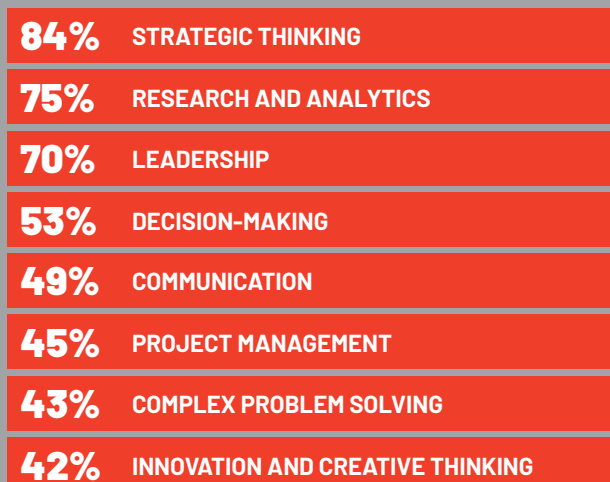 84% STRATEGIC THINKING
75% RESEARCH AND ANALYTICS
70% LEADERSHIP
53% DECISION-MAKING
49% COMMUNICATION
45% PROJECT MANAGEMENT
43% COMPLEX PROBLEM SOLVING
42% INNOVATION AND CREATIVE THINKING